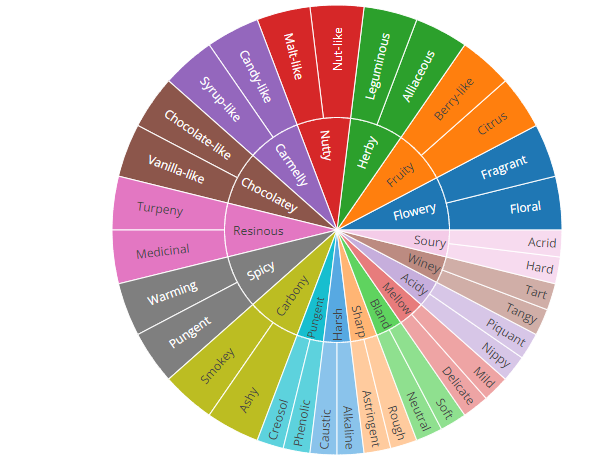 Nut-like
Malt-like
Leguminous
Alliaceous
Candy-like
Berry-like
Syrup-like
Citrus
Chocolate-like
Nutty
Herby
Carmelly
Fruity
Fragrant
Vanilla-like
Chocolatey
Flowery
Floral
Turpeny
Resinous
Soury
Acrid
Medicinal
Winey
Hard
Spicy
Acidy
Tart
Warming
Carbony
Pungent
Harsh
Sharp
Bland
Mellow
Tangy
Pungent
Piquant
Nippy
Smokey
Mild
Delicate
Ashy
Soft
Neutral
Creosol
Phenolic
Caustic
Alkaline
Astringent
Rough